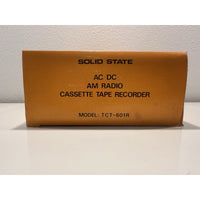 SOLID STATE
AC DC
AM RADIO
CASSETTE TAPE RECORDER
MODEL: TCT-601R